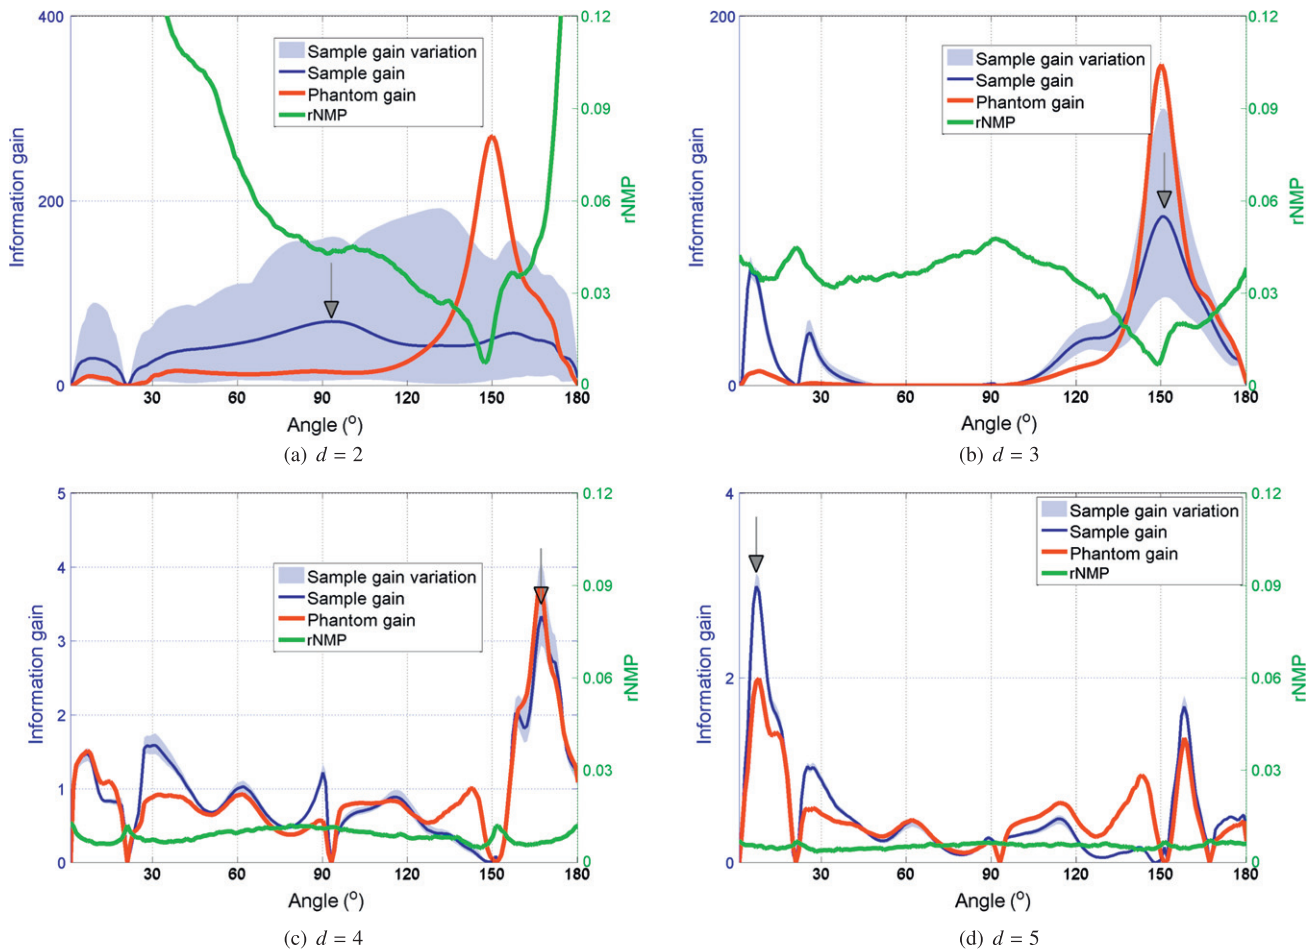 400
200
0
Information gain
30 60 90 120 150 180
Angle (o)
0.12
0.09
0.06
0.03
0
rNMP
Sample gain variation
Sample gain
Phantom gain
rNMP
(a) d = 2
200
0
Information gain
30 60 90 120 150 180
Angle (o)
0.12
0.09
0.06
0.03
0
rNMP
Sample gain variation
Sample gain
Phantom gain
rNMP
(b) d = 3
5
4
3
2
1
0
Information gain
30 60 90 120 150 180
Angle (o)
0.12
0.09
0.06
0.03
0
rNMP
Sample gain variation
Sample gain
Phantom gain
rNMP
(c) d = 4
4
2
0
Information gain
30 60 90 120 150 180
Angle (o)
0.12
0.09
0.06
0.03
0
rNMP
Sample gain variation
Sample gain
Phantom gain
rNMP
(d) d = 5